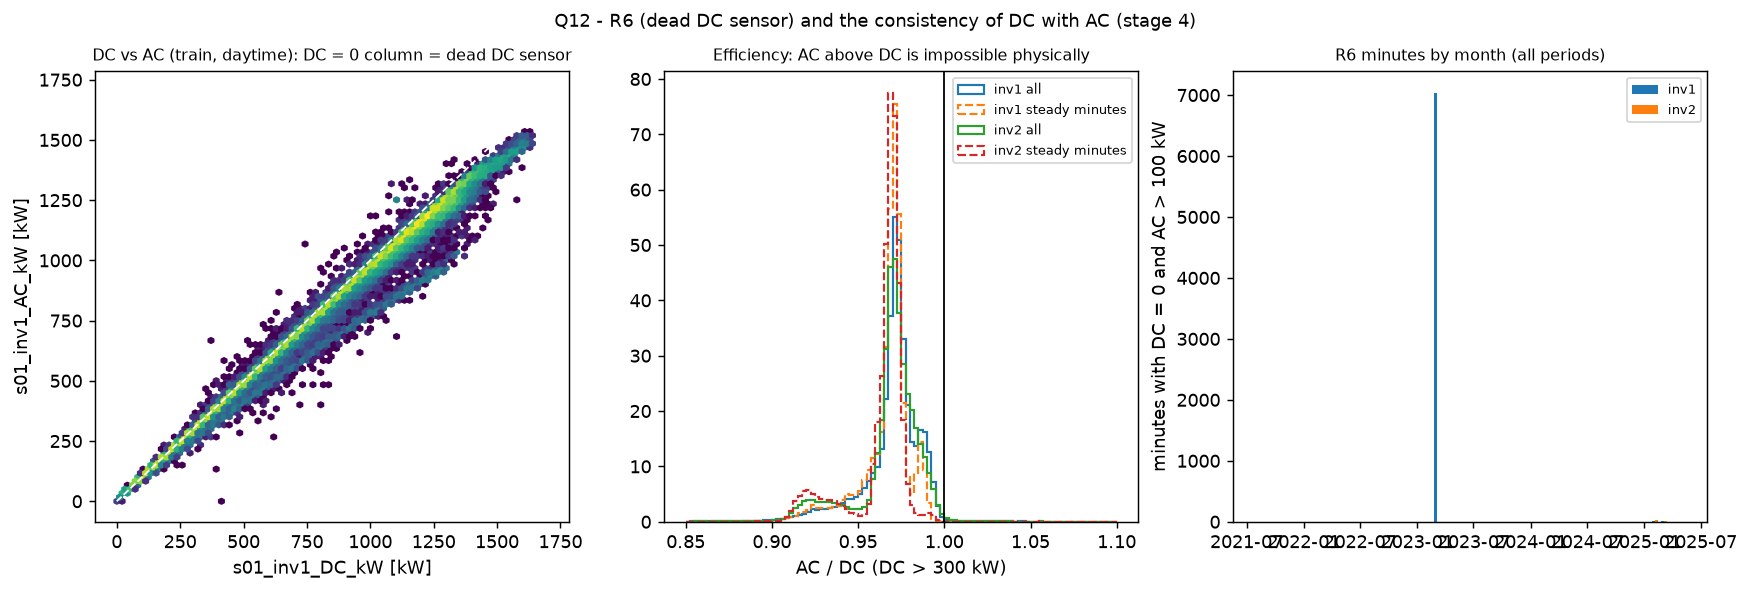 Q12 - R6 (dead DC sensor) and the consistency of DC with AC (stage 4)
DC vs AC (train, daytime): DC = 0 column = dead DC sensor
1750
1500
1250
1000
750
500
250
0
s01_inv1_AC_kW [kW]
0 250 500 750 1000 1250 1500 1750
s01_inv1_DC_kW [kW]
Efficiency: AC above DC is impossible physically
80
70
60
50
40
30
20
10
0
inv1 all
inv1 steady minutes
inv2 all
inv2 steady minutes
0.85 0.90 0.95 1.00 1.05 1.10
AC / DC (DC > 300 kW)
R6 minutes by month (all periods)
7000
6000
5000
4000
3000
2000
1000
0
minutes with DC = 0 and AC > 100 kW
inv1
inv2
2021-07 2022-01 2022-07 2023-01 2023-07 2024-01 2024-07 2025-01 2025-07